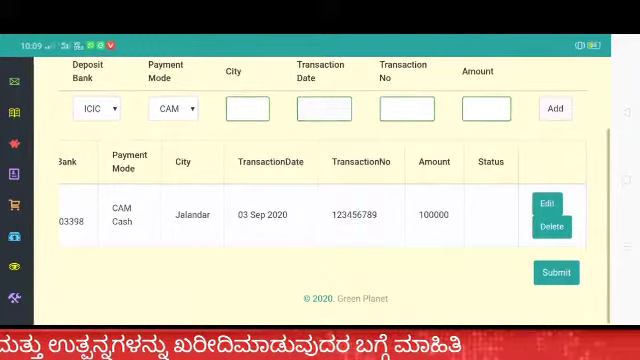 10:09
Deposit Bank
Payment Mode
City
Transaction Date
Transaction No
Amount
ICIC
CAM
Add
Bank
Payment Mode
City
TransactionDate
TransactionNo
Amount
Status
03398
CAM Cash
Jalandar
03 Sep 2020
123456789
100000
Edit
Delete
Submit
© 2020. Green Planet
ಮತ್ತು ಉತ್ಪನ್ನಗಳನ್ನು ಖರೀದಿಮಾಡುವುದರ ಬಗ್ಗೆ ಮಾಹಿತಿ